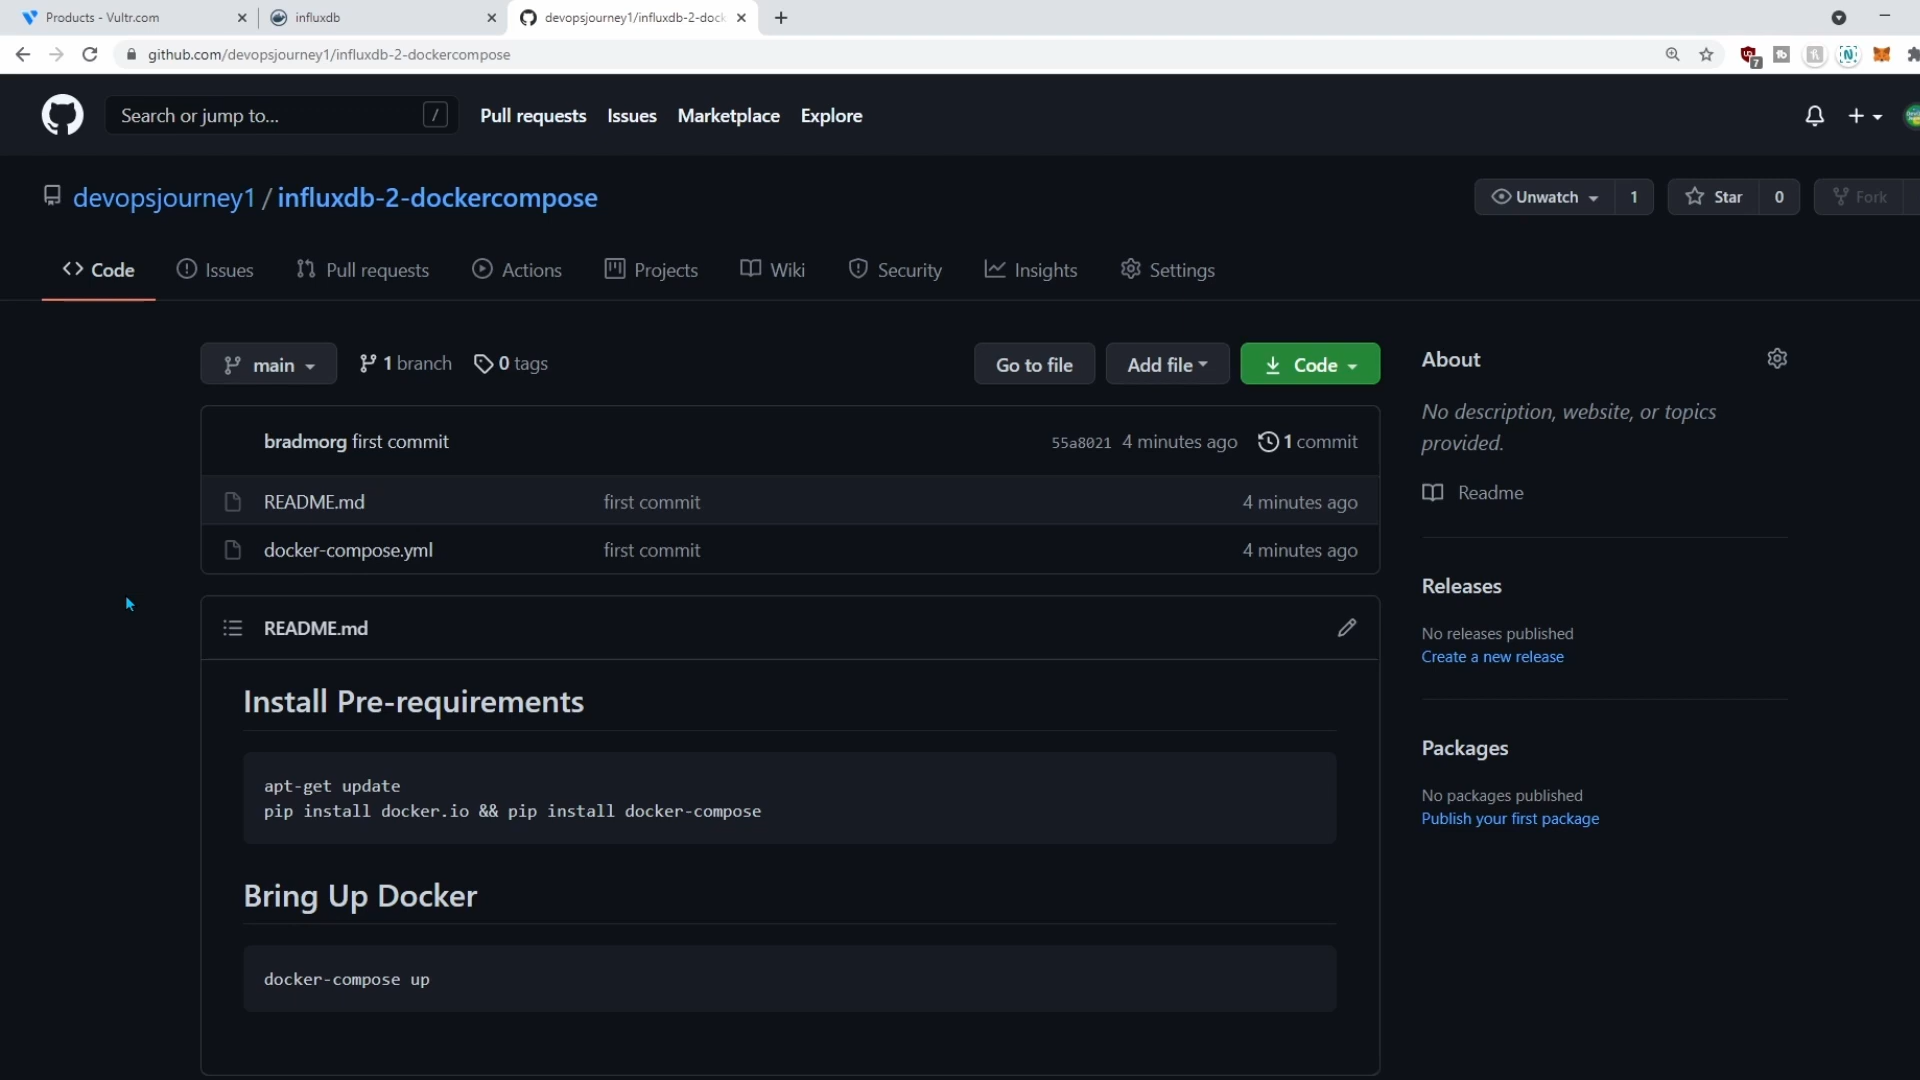 Products - Vultr.com
influxdb
devopsjourney1/influxdb-2-dock
github.com/devopsjourney1/influxdb-2-dockercompose
7
Search or jump to...
/
Pull requests
Issues
Marketplace
Explore
devopsjourney1 / influxdb-2-dockercompose
Unwatch
1
Star
0
Fork
Code
Issues
Pull requests
Actions
Projects
Wiki
Security
Insights
Settings
main
1 branch
0 tags
Go to file
Add file
Code
About
No description, website, or topics
provided.
Readme
bradmorg first commit
55a8021 4 minutes ago
1 commit
README.md
first commit
4 minutes ago
docker-compose.yml
first commit
4 minutes ago
Releases
No releases published
Create a new release
README.md
Install Pre-requirements
Packages
No packages published
Publish your first package
apt-get update
pip install docker.io && pip install docker-compose
Bring Up Docker
docker-compose up